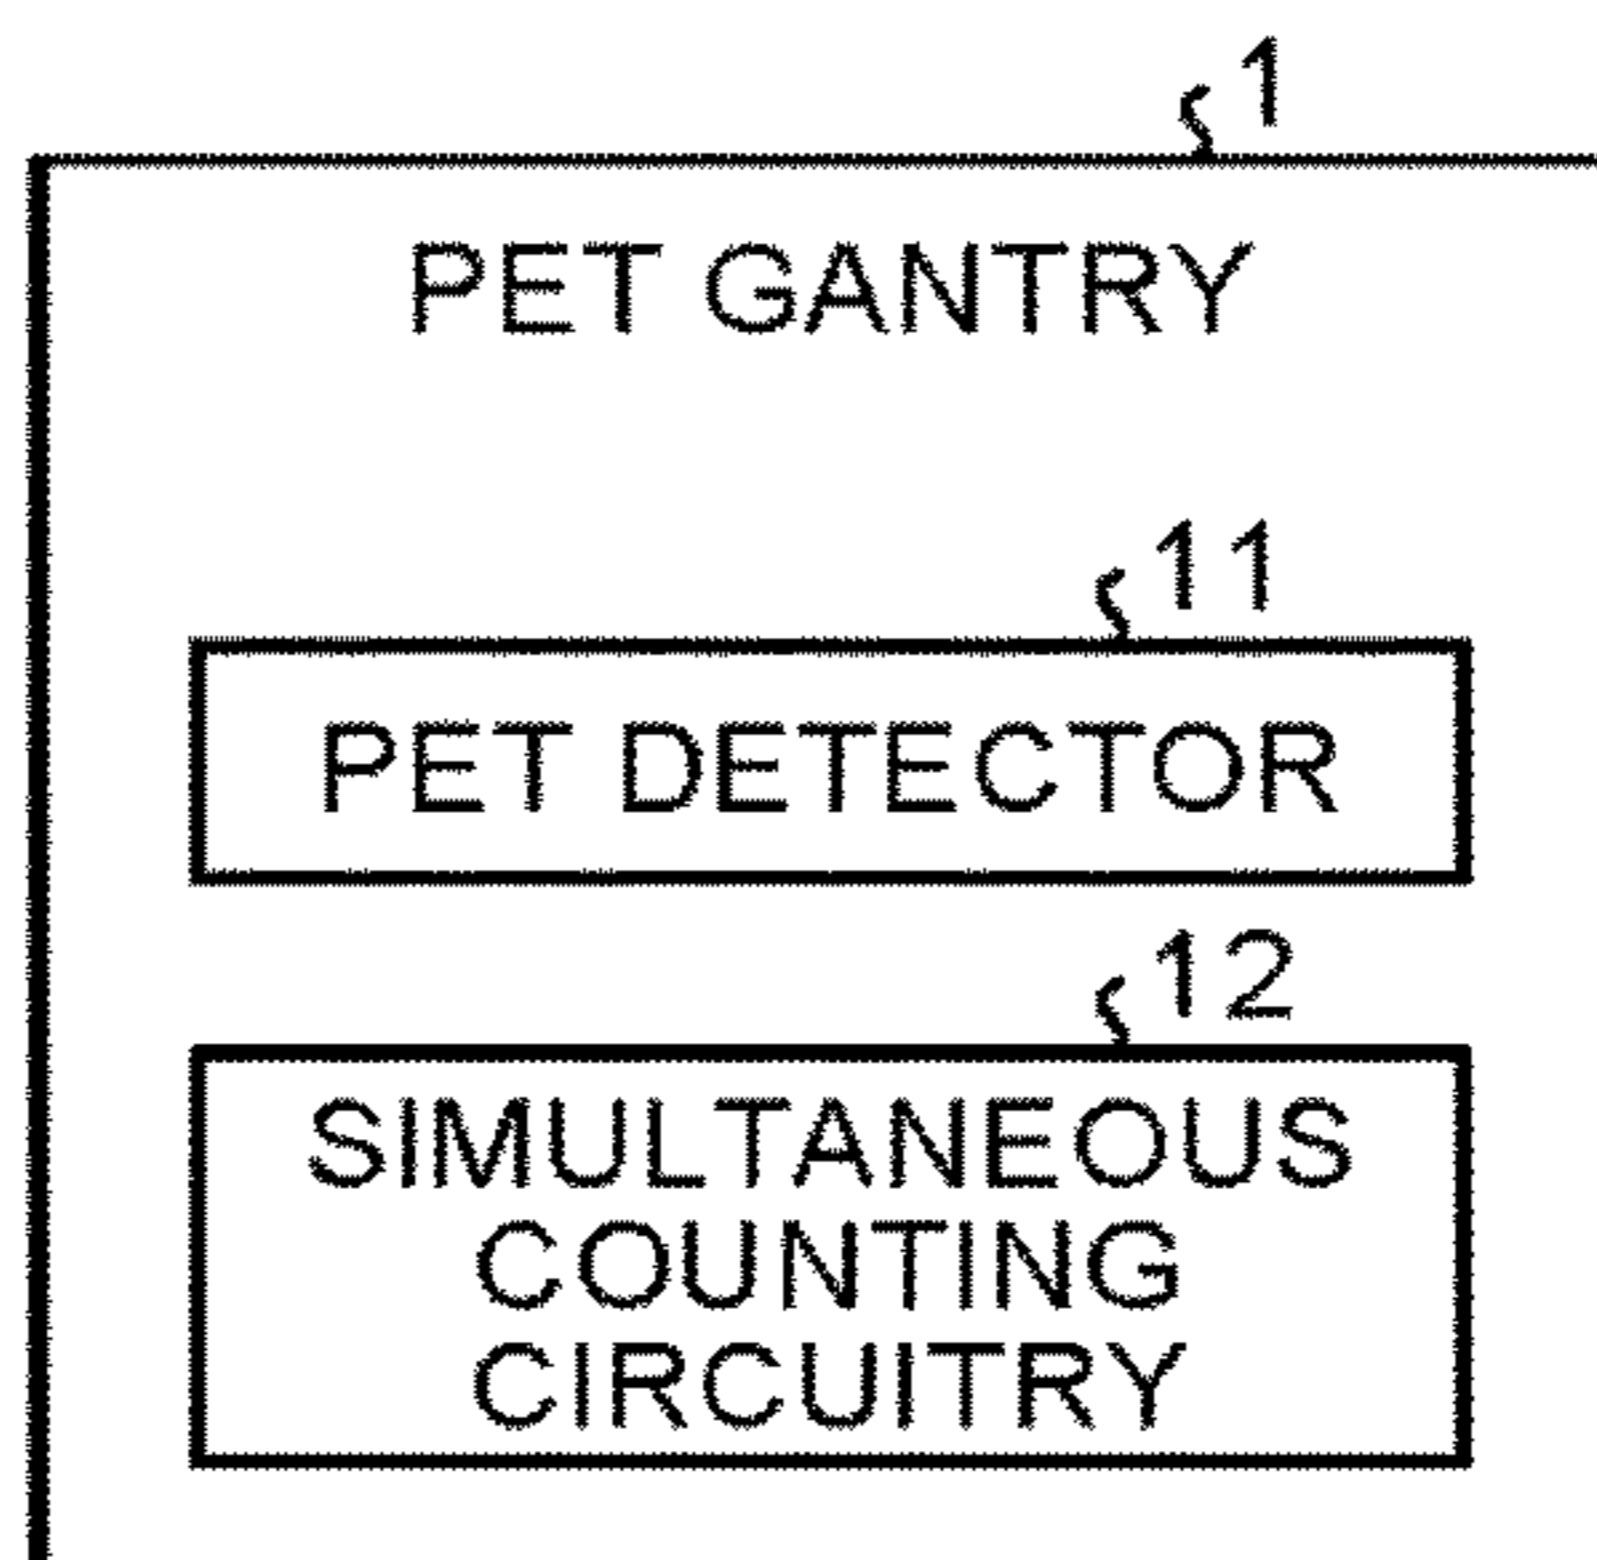 1
PET GANTRY
11
PET DETECTOR
12
SIMULTANEOUS
COUNTING
CIRCUITRY